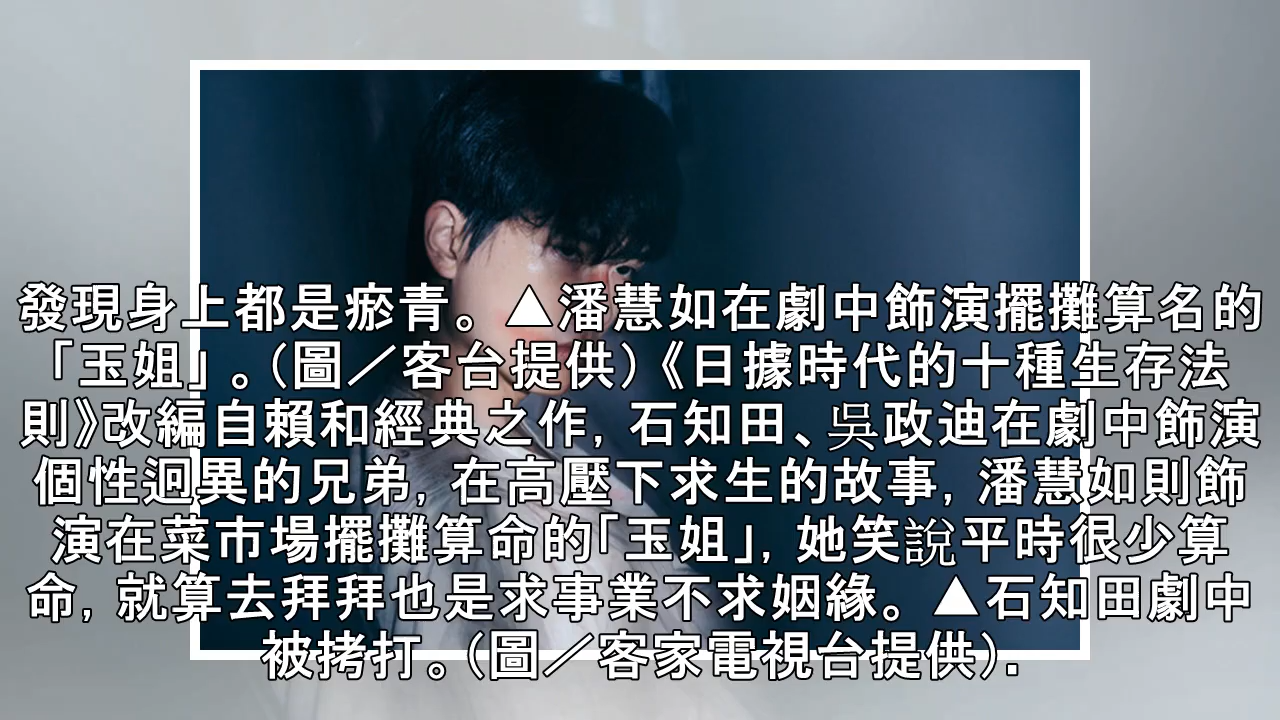 發現身上都是瘀青。▲潘慧如在劇中飾演擺攤算名的
「玉姐」。(圖／客台提供)《日據時代的十種生存法
則》改編自賴和經典之作, 石知田、吳政迪在劇中飾演
個性迥異的兄弟, 在高壓下求生的故事, 潘慧如則飾
演在菜市場擺攤算命的「玉姐」, 她笑說平時很少算
命, 就算去拜拜也是求事業不求姻緣。▲石知田劇中
被拷打。(圖／客家電視台提供).